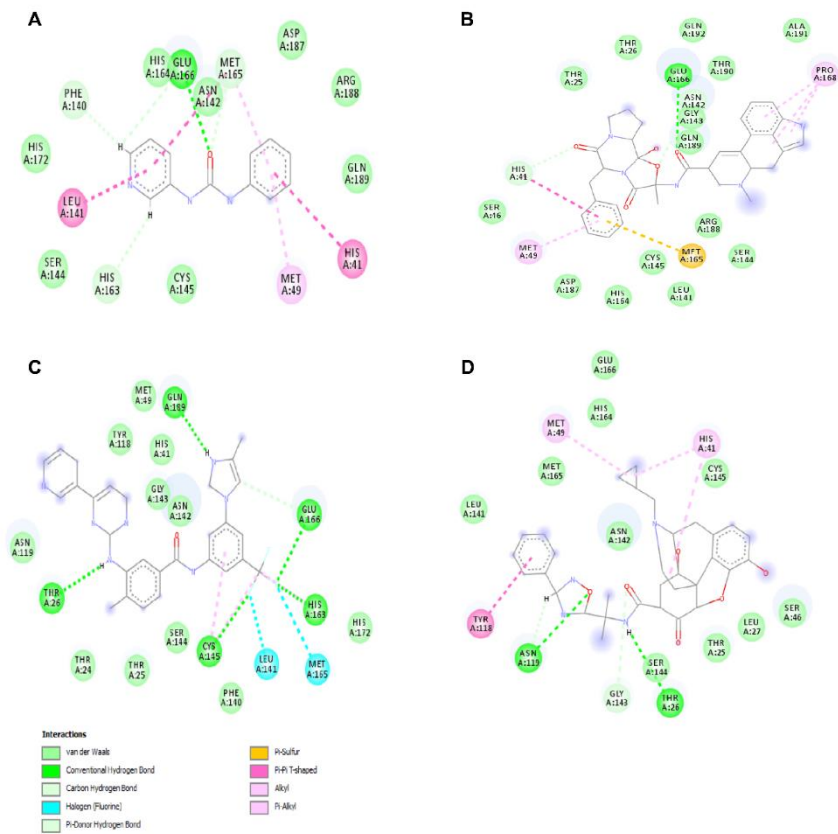 A
ASP
A:187
HIS
A:164
GLU
A:166
MET
A:165
ASN
A:142
PHE
A:140
ARG
A:188
H
O
HIS
A:172
GLN
A:189
N
N
N
LEU
A:141
H
HIS
A:41
SER
A:144
HIS
A:163
CYS
A:145
MET
A:49
B
GLN
A:192
ALA
A:191
THR
A:26
THR
A:25
GLU
A:166
THR
A:190
PRO
A:168
ASN
A:142
GLY
A:143
GLN
A:189
HIS
A:41
SER
A:46
MET
A:49
ARG
A:188
MET
A:165
CYS
A:145
SER
A:144
ASP
A:187
HIS
A:164
LEU
A:141
C
MET
A:49
GLN
A:189
TYR
A:118
HIS
A:41
H
GLY
A:143
ASN
A:142
GLU
A:166
ASN
A:119
THR
A:26
H
HIS
A:163
HIS
A:172
SER
A:144
CYS
A:145
THR
A:24
THR
A:25
LEU
A:141
MET
A:165
PHE
A:140
D
GLU
A:166
MET
A:49
HIS
A:164
HIS
A:41
MET
A:165
CYS
A:145
LEU
A:141
ASN
A:142
TYR
A:118
H
SER
A:46
LEU
A:27
ASN
A:119
H
THR
A:25
SER
A:144
GLY
A:143
THR
A:26
Interactions
van der Waals
Conventional Hydrogen Bond
Carbon Hydrogen Bond
Halogen (Fluorine)
Pi-Donor Hydrogen Bond
Pi-Sulfur
Pi-Pi T-shaped
Alkyl
Pi-Alkyl